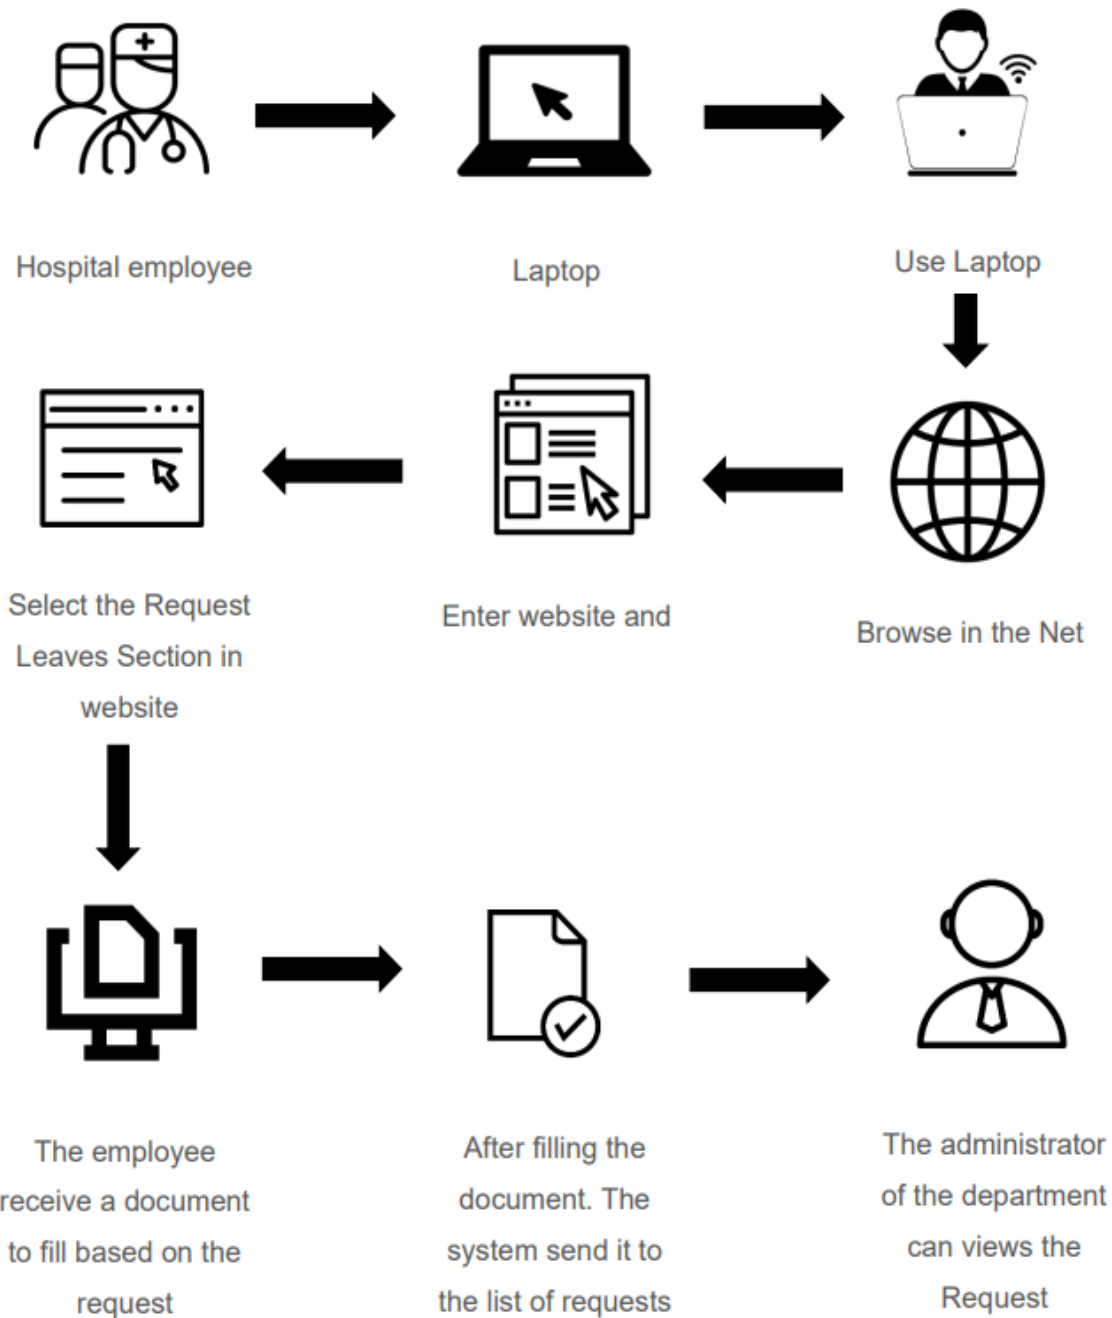 Hospital employee
Laptop
Use Laptop
Browse in the Net
Enter website and
Select the Request
Leaves Section in
website
The employee
receive a document
to fill based on the
request
After filling the
document. The
system send it to
the list of requests
The administrator
of the department
can views the
Request